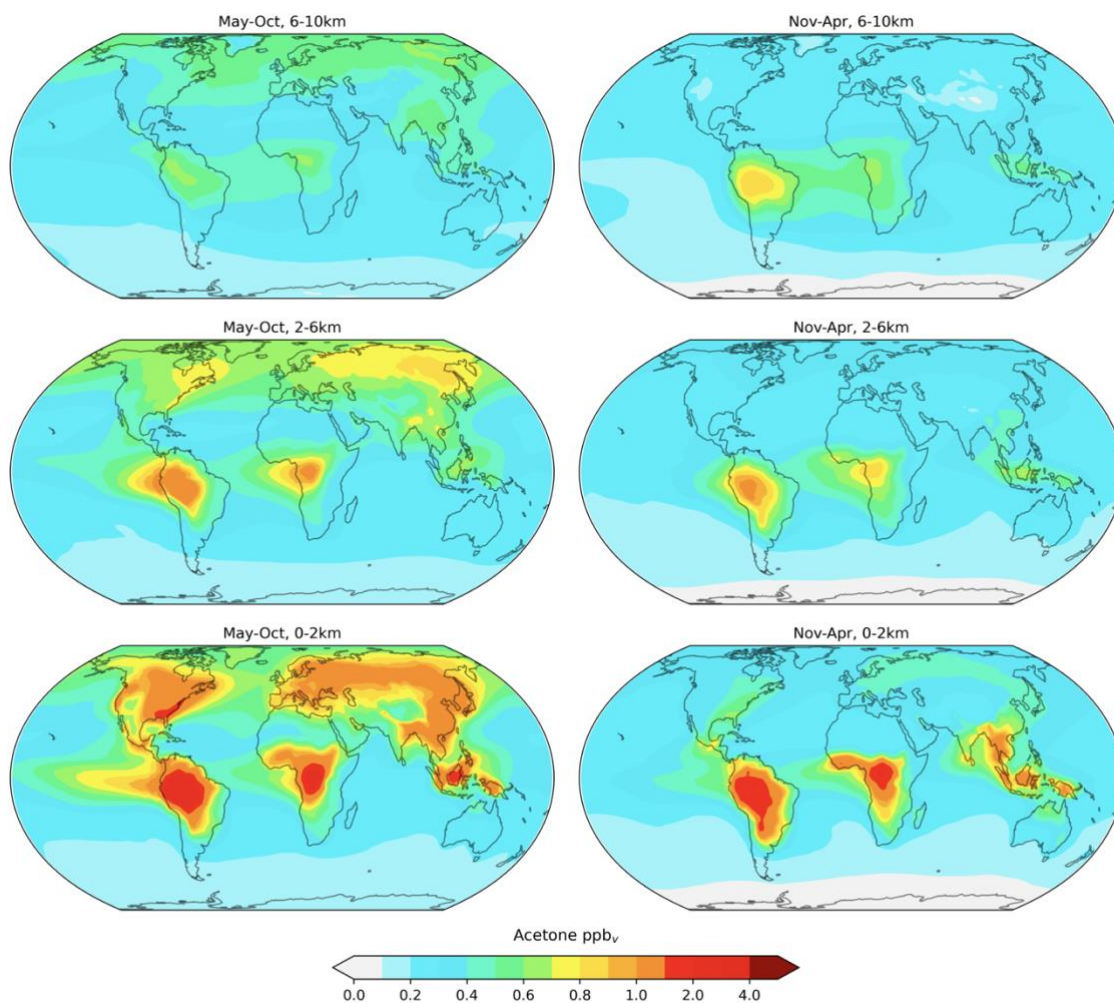 May-Oct, 6-10km
Nov-Apr, 6-10km
May-Oct, 2-6km
Nov-Apr, 2-6km
May-Oct, 0-2km
Nov-Apr, 0-2km
Acetone ppbᵥ
0.0 0.2 0.4 0.6 0.8 1.0 2.0 4.0